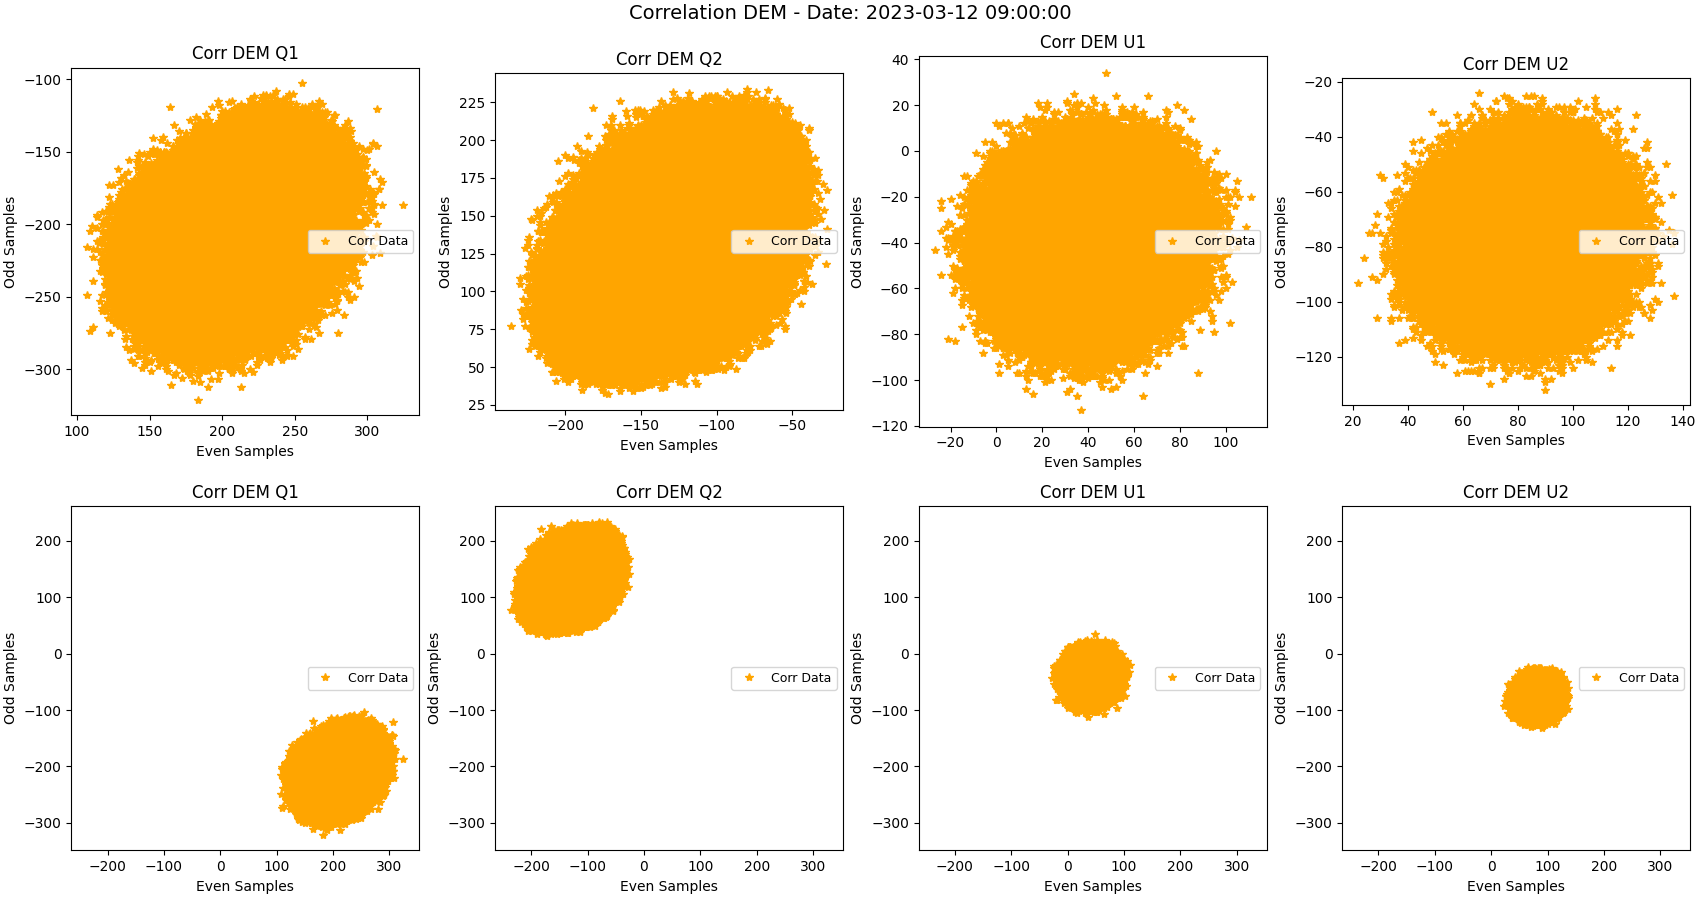 Correlation DEM - Date: 2023-03-12 09:00:00
Corr DEM Q1
−100
−150
−200
−250
−300
Odd Samples
Corr Data
100 150 200 250 300
Even Samples
Corr DEM Q2
225
200
175
150
125
100
75
50
25
Odd Samples
Corr Data
−200 −150 −100 −50
Even Samples
Corr DEM U1
40
20
0
−20
−40
−60
−80
−100
−120
Odd Samples
Corr Data
−20 0 20 40 60 80 100
Even Samples
Corr DEM U2
−20
−40
−60
−80
−100
−120
Odd Samples
Corr Data
20 40 60 80 100 120 140
Even Samples
Corr DEM Q1
200
100
0
−100
−200
−300
Odd Samples
Corr Data
−200 −100 0 100 200 300
Even Samples
Corr DEM Q2
200
100
0
−100
−200
−300
Odd Samples
Corr Data
−200 −100 0 100 200 300
Even Samples
Corr DEM U1
200
100
0
−100
−200
−300
Odd Samples
Corr Data
−200 −100 0 100 200 300
Even Samples
Corr DEM U2
200
100
0
−100
−200
−300
Odd Samples
Corr Data
−200 −100 0 100 200 300
Even Samples